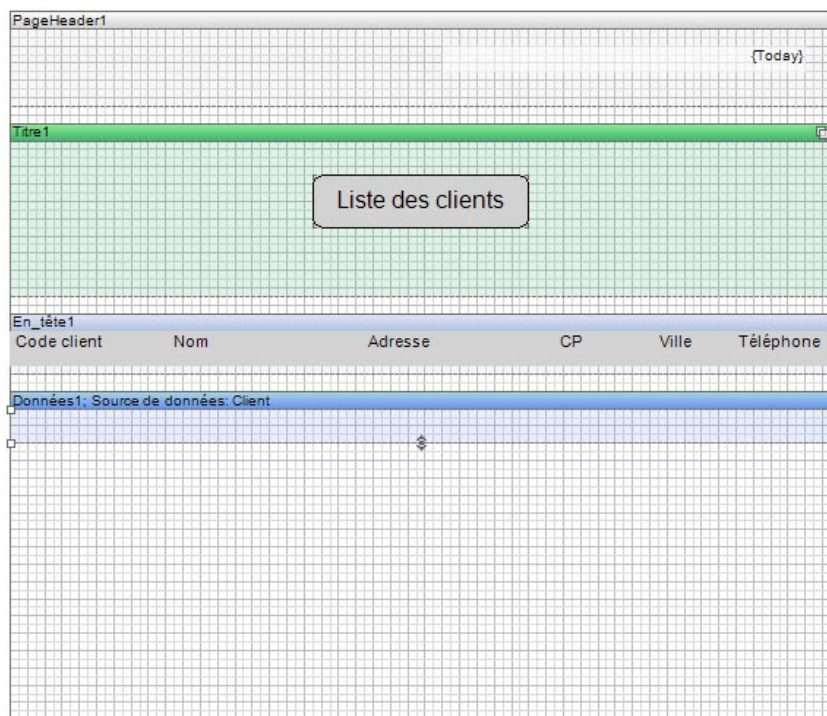 PageHeader1
{Today}
Titre1
Liste des clients
En_tête1
Code client Nom Adresse CP Ville Téléphone
Données1; Source de données: Client